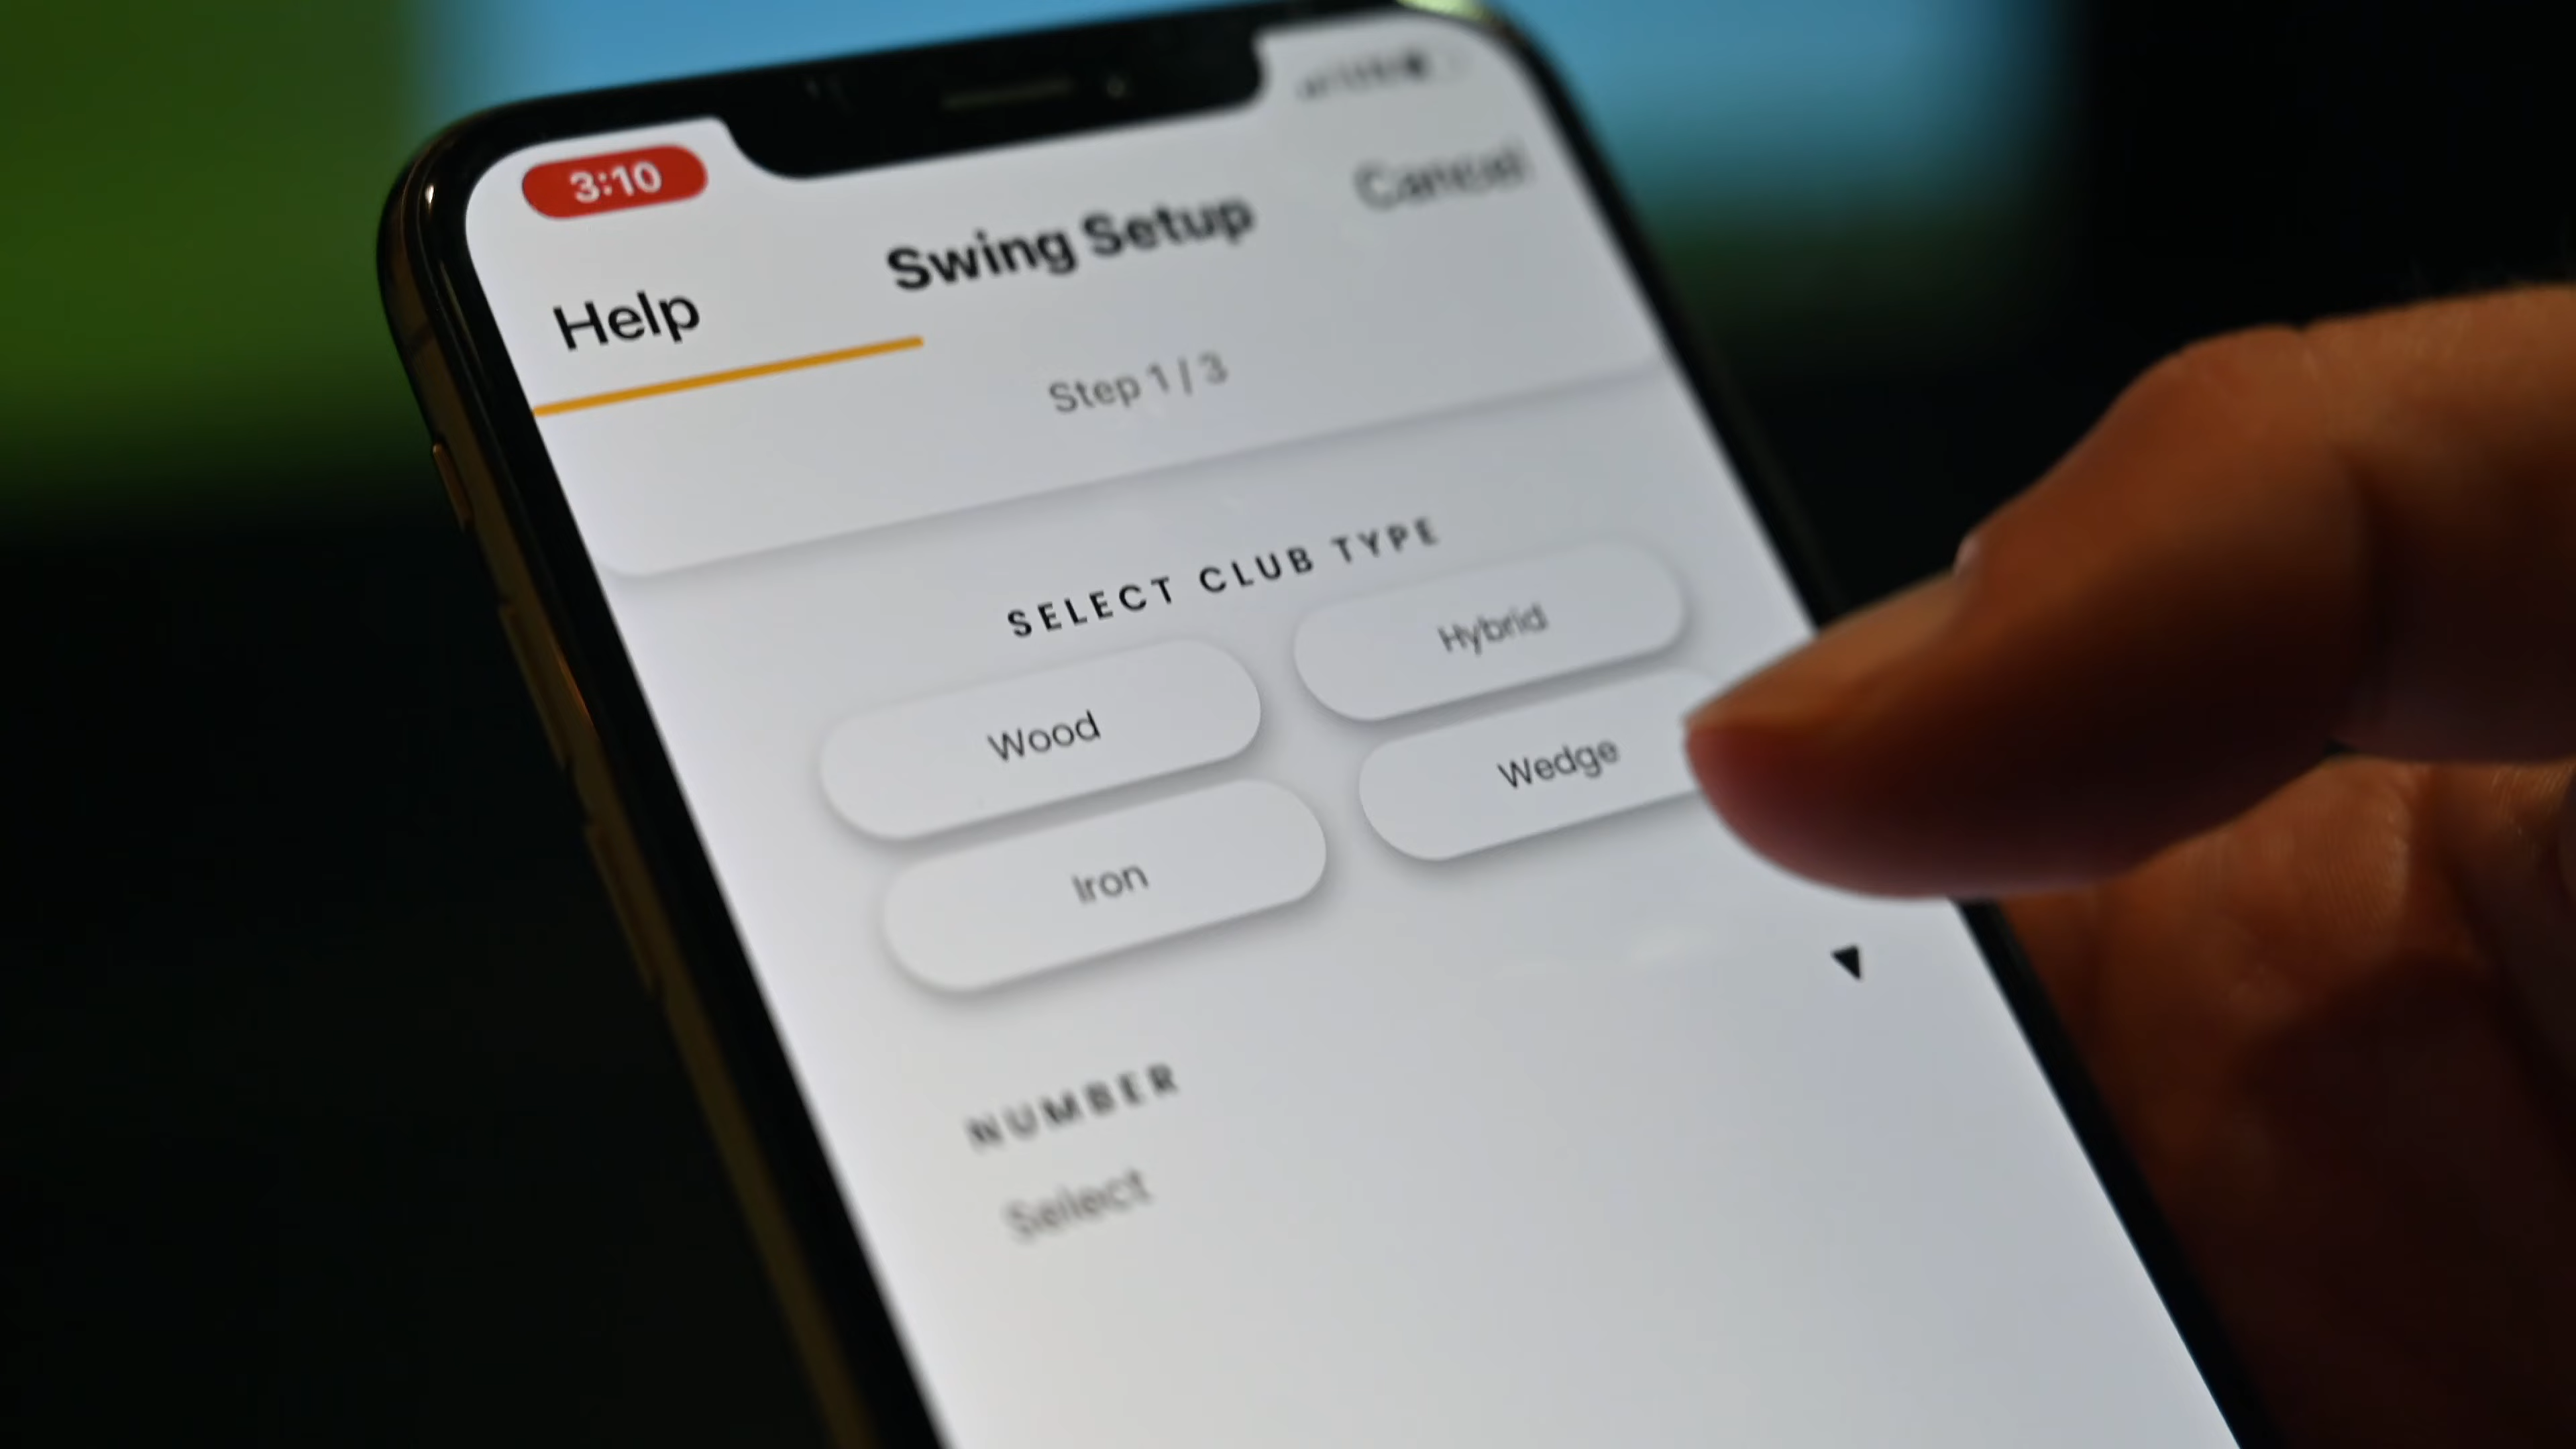 3:10
Help
Swing Setup
Cancel
Step 1 / 3
SELECT CLUB TYPE
Wood
Hybrid
Iron
Wedge
NUMBER
Select